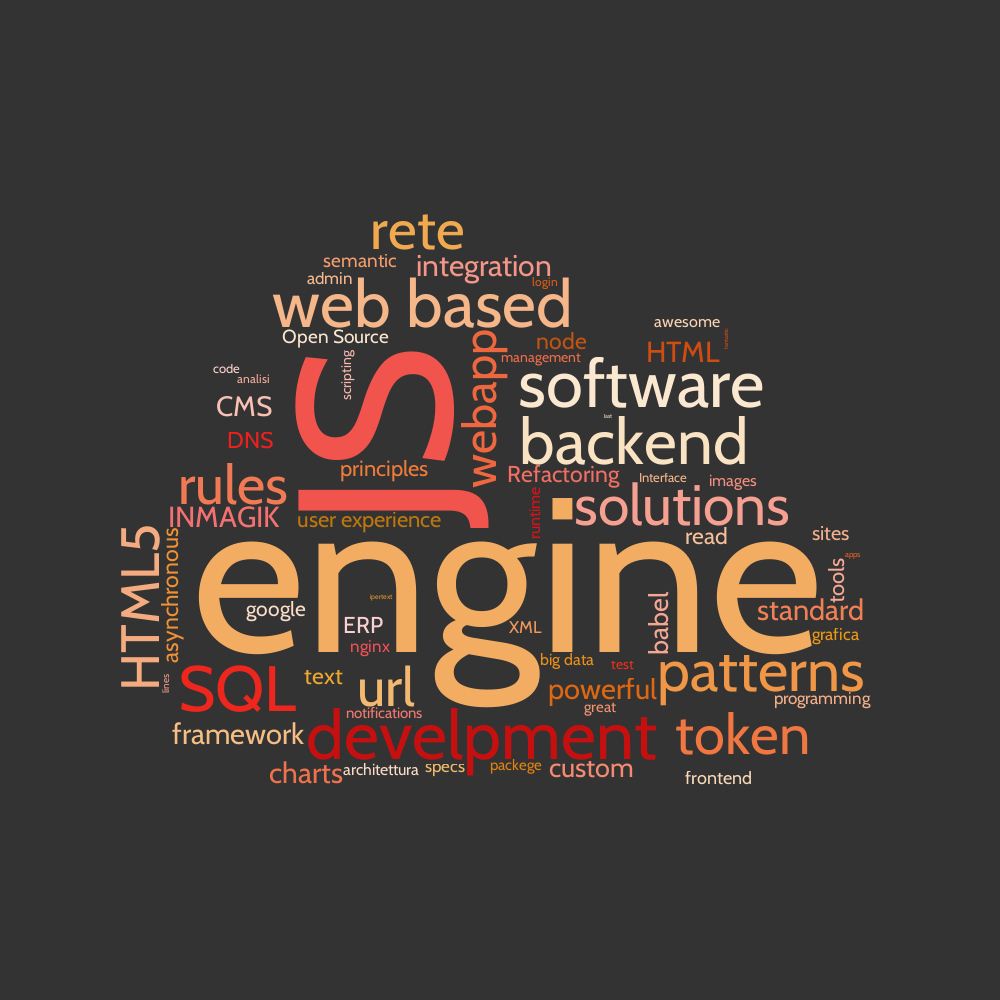 rete
semantic
integration
admin
login
web based
Open Source
awesome
node
HTML
management
scripting
webapp
code
analisi
software
CMS
JS
last
DNS
backend
principles
Refactoring
Interface
images
rules
solutions
INMAGIK
user experience
runtime
read
sites
HTML5
asynchronous
engine
apps
tools
google
ipertext
babel
standard
ERP
XML
grafica
nginx
big data
test
patterns
lines
SQL
text
url
powerful
programming
notifications
great
framework
develpment
token
charts
architettura
specs
packege
custom
frontend